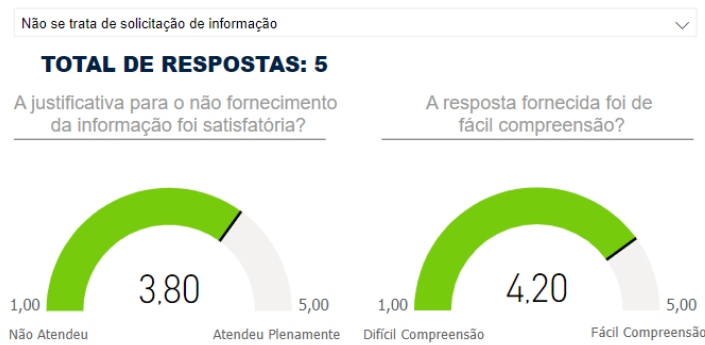 Não se trata de solicitação de informação
TOTAL DE RESPOSTAS: 5
A justificativa para o não fornecimento
da informação foi satisfatória?
3,80
1,00
5,00
Não Atendeu
Atendeu Plenamente
A resposta fornecida foi de
fácil compreensão?
4,20
1,00
5,00
Difícil Compreensão
Fácil Compreensão